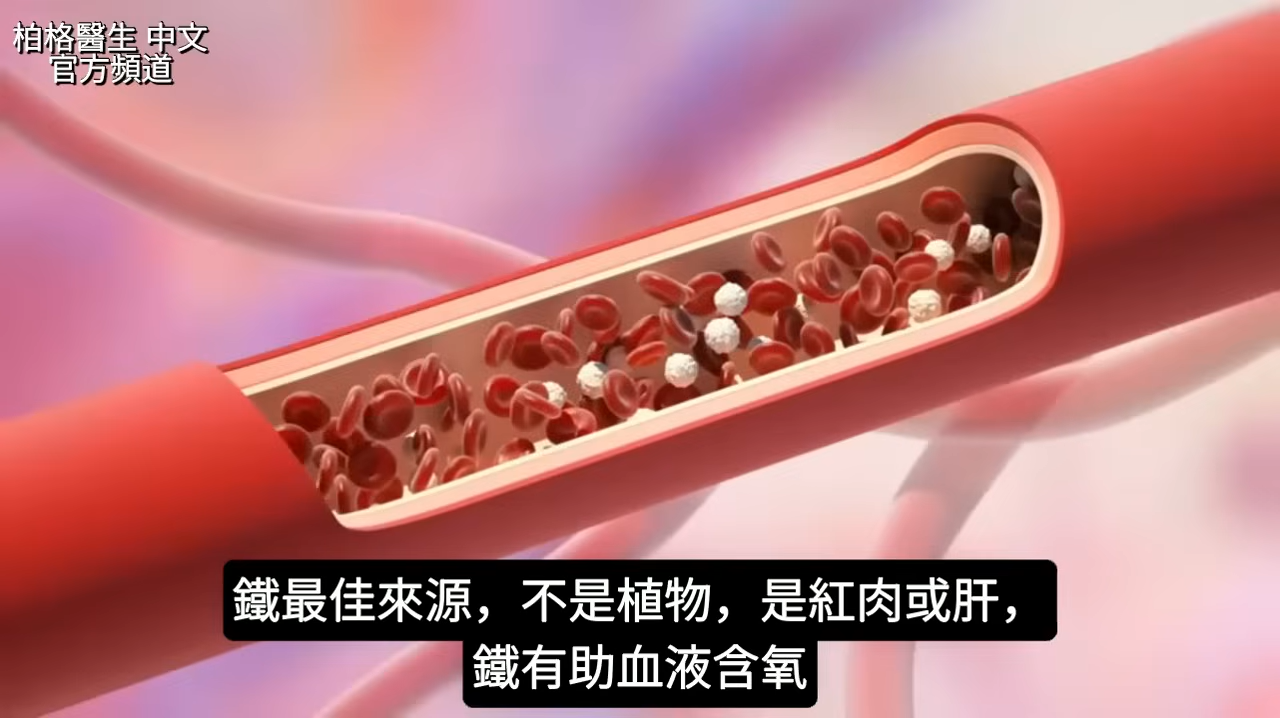 柏格醫生 中文
官方頻道
鐵最佳來源，不是植物，是紅肉或肝，
鐵有助血液含氧